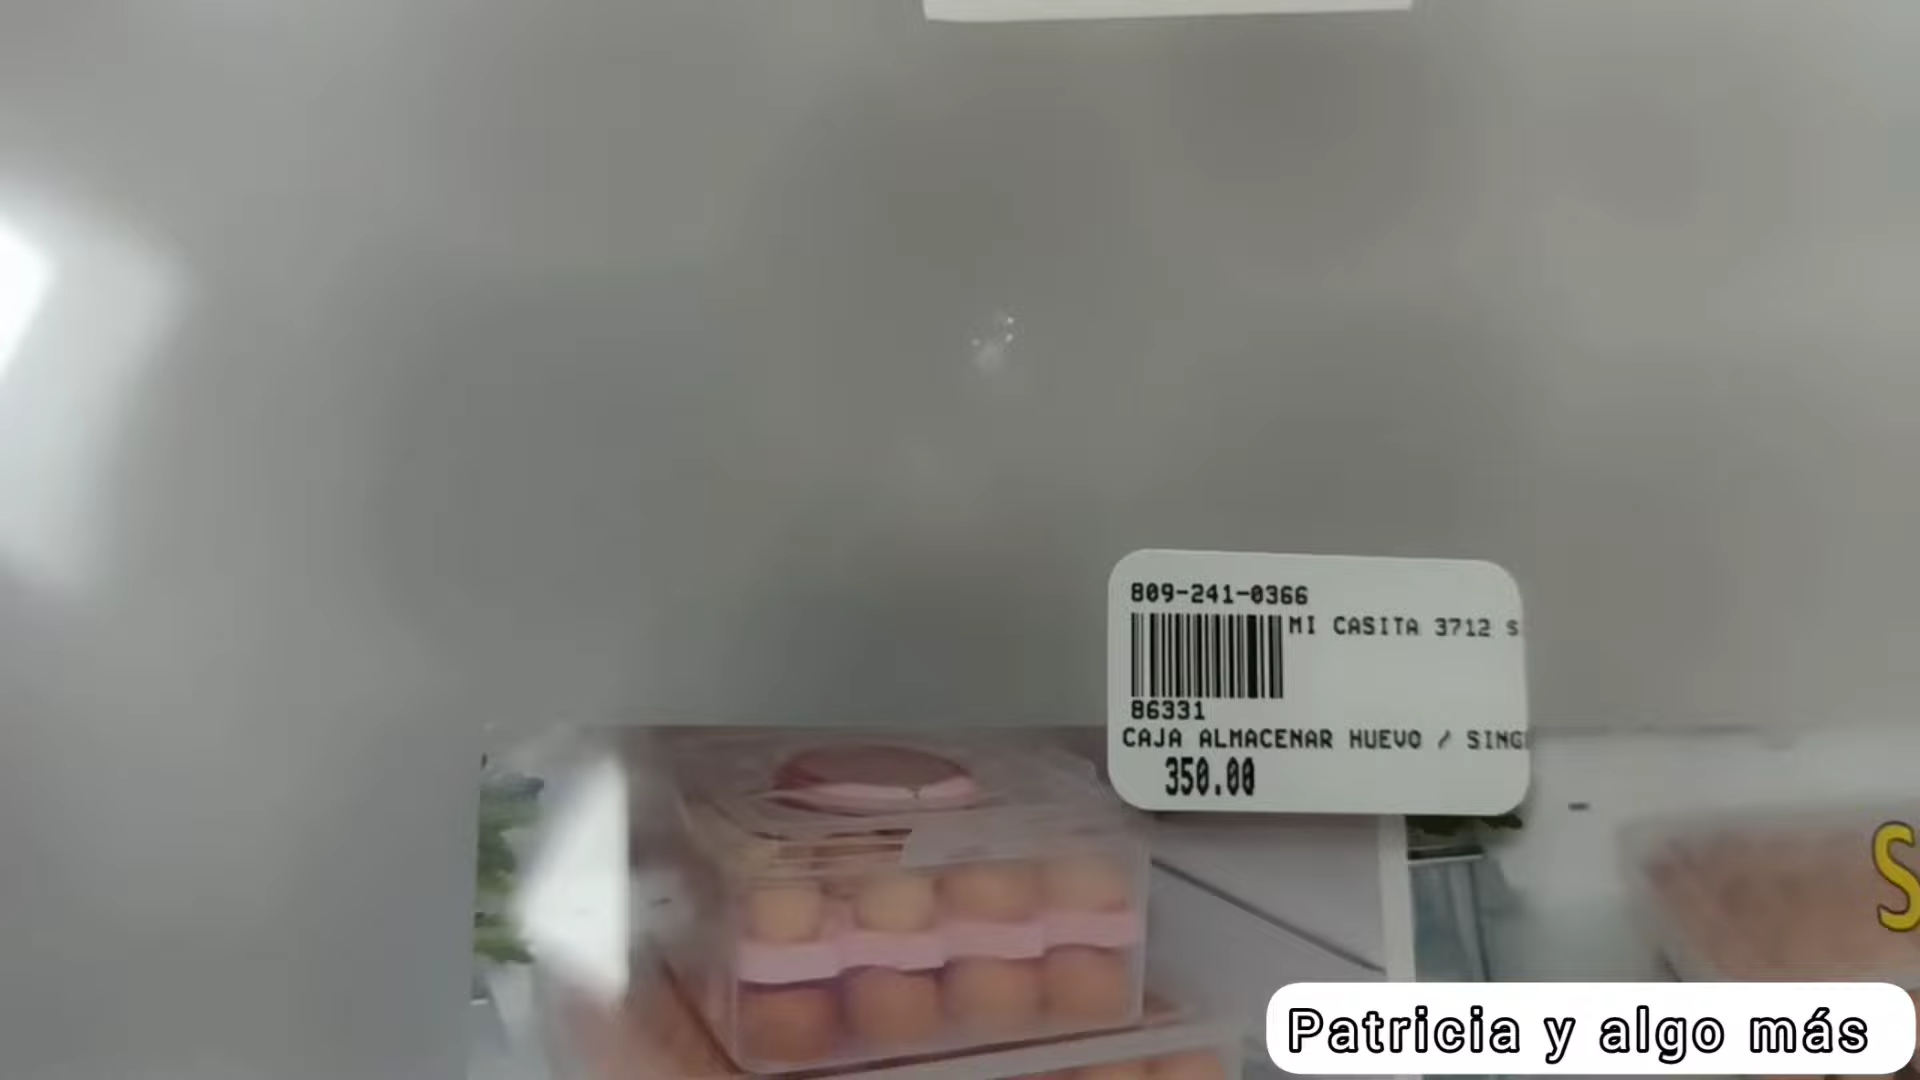 809-241-0366
MI CASITA 3712 S
86331
CAJA ALMACENAR HUEVO / SING
350.00
S
Patricia y algo más